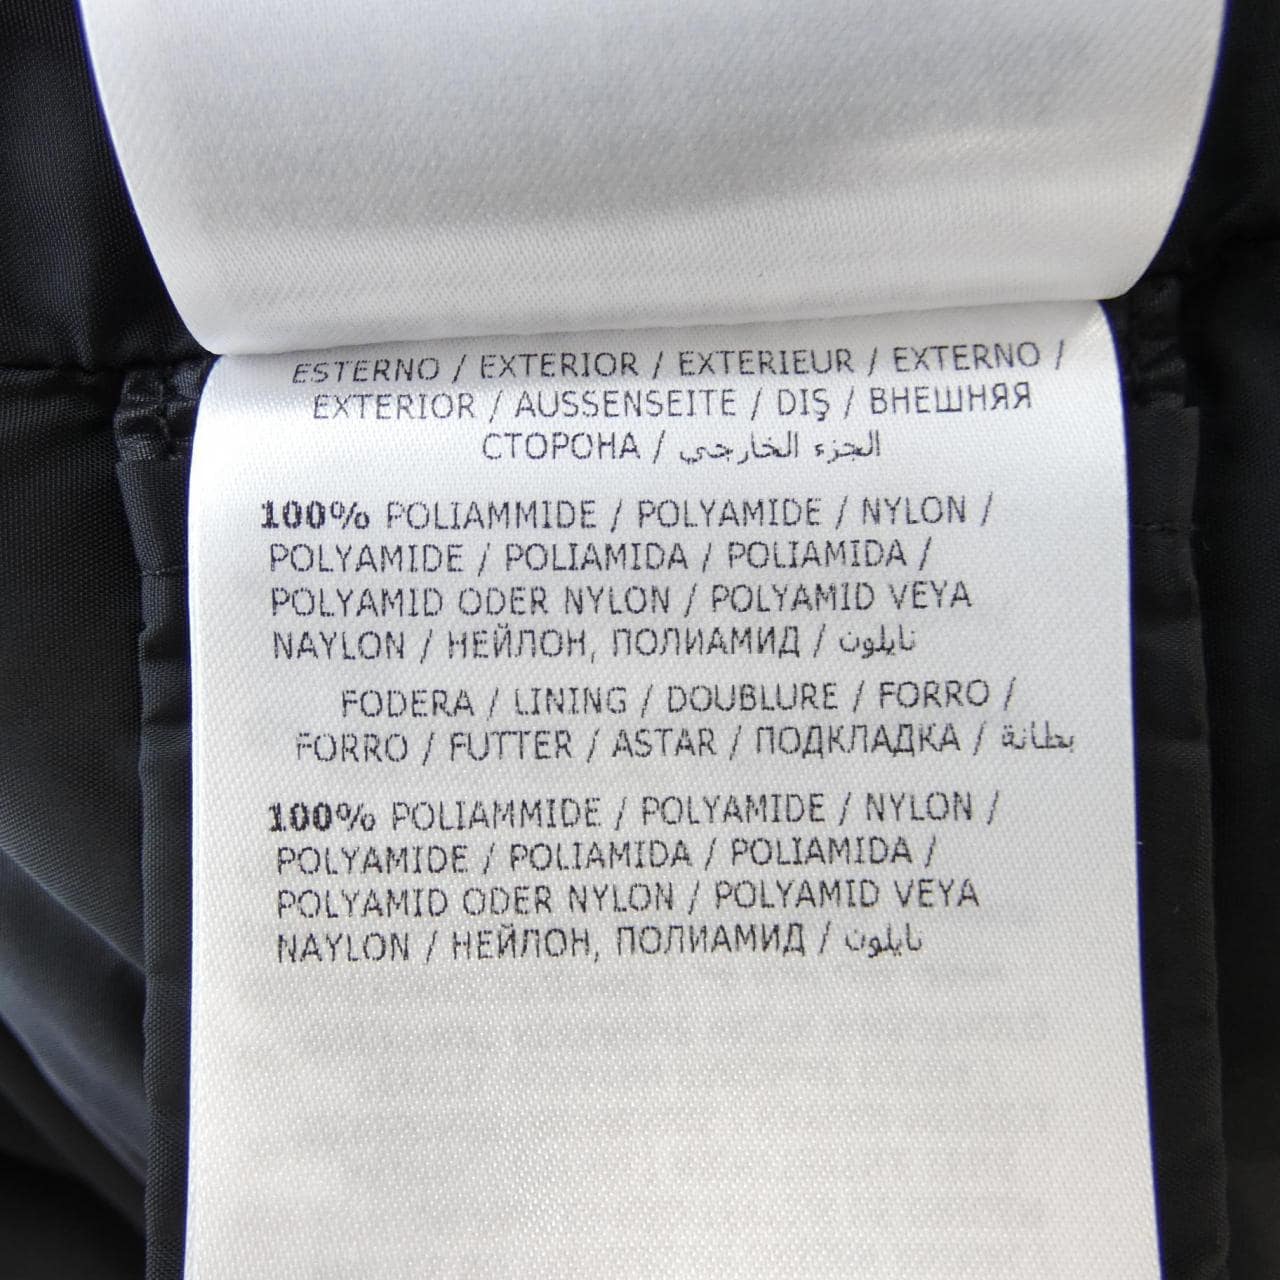 ESTERNO / EXTERIOR / EXTERIEUR / EXTERNO /
EXTERIOR / AUSSENSEITE / DIŞ / ВНЕШНЯЯ
СТОРОНА / الجزء الخارجي
100% POLIAMMIDE / POLYAMIDE / NYLON /
POLYAMIDE / POLIAMIDA / POLIAMIDA /
POLYAMID ODER NYLON / POLYAMID VEYA
NAYLON / НЕЙЛОН, ПОЛИАМИД / نايلون
FODERA / LINING / DOUBLURE / FORRO /
FORRO / FUTTER / ASTAR / ПОДКЛАДКА / بطانة
100% POLIAMMIDE / POLYAMIDE / NYLON /
POLYAMIDE / POLIAMIDA / POLIAMIDA /
POLYAMID ODER NYLON / POLYAMID VEYA
NAYLON / НЕЙЛОН, ПОЛИАМИД / نايلون